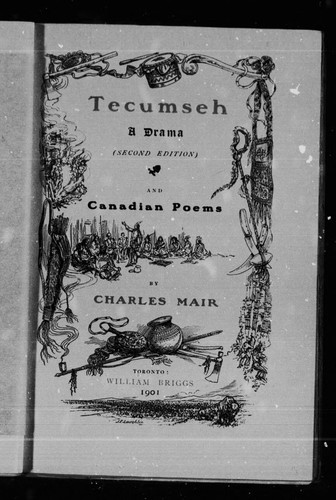 Tecumseh
A Drama
(SECOND EDITION)
AND
Canadian Poems
BY
CHARLES MAIR
TORONTO:
WILLIAM BRIGGS
1901